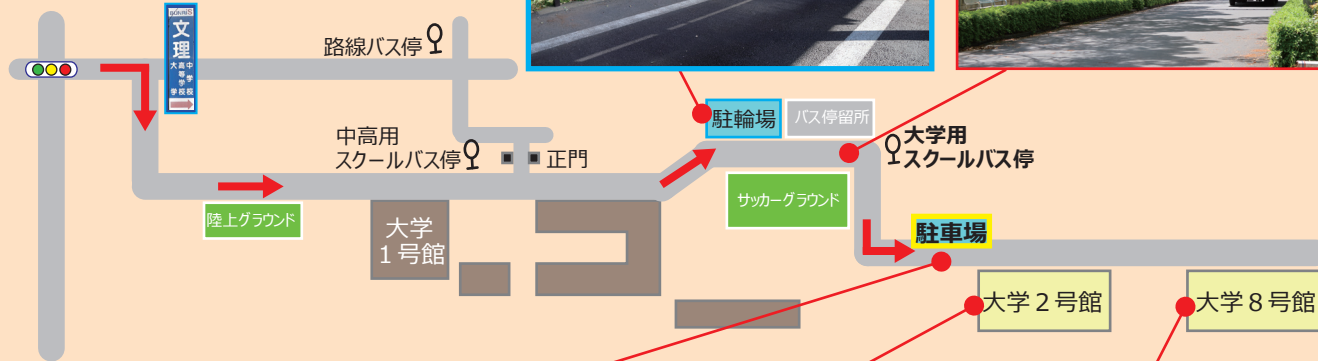 BUNRI S
文理
大学
高等学校
中学校
路線バス停
中高用
スクールバス停
正門
陸上グラウンド
大学
１号館
駐輪場
バス停留所
大学用
スクールバス停
サッカーグラウンド
駐車場
大学２号館
大学８号館